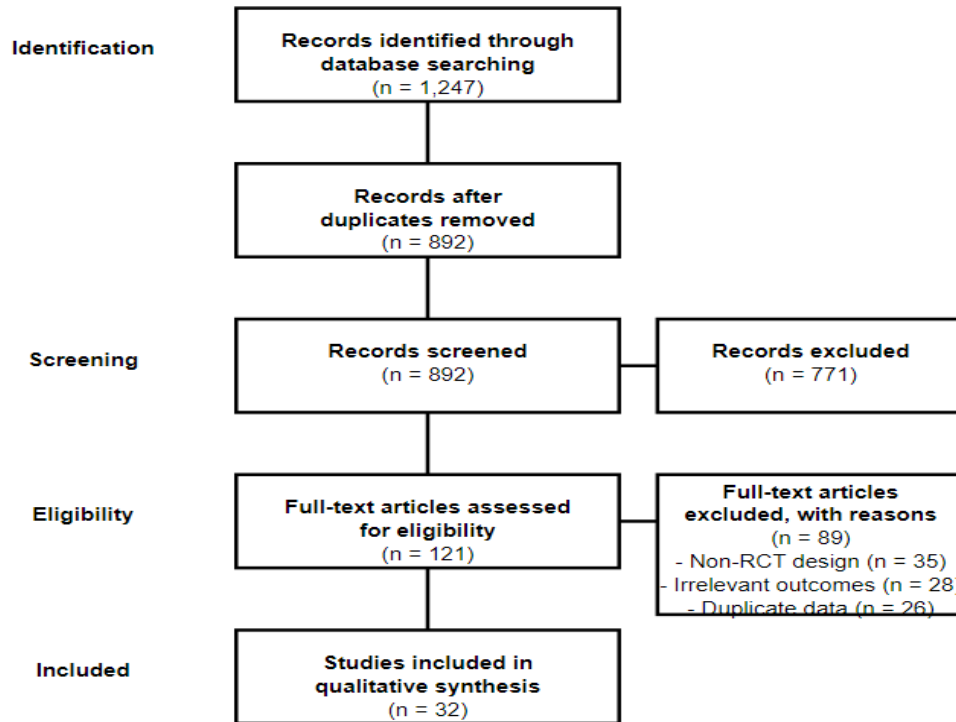 Identification
Records identified through
database searching
(n = 1,247)
Records after
duplicates removed
(n = 892)
Screening
Records screened
(n = 892)
Records excluded
(n = 771)
Eligibility
Full-text articles assessed
for eligibility
(n = 121)
Full-text articles
excluded, with reasons
(n = 89)
- Non-RCT design (n = 35)
- Irrelevant outcomes (n = 28)
- Duplicate data (n = 26)
Included
Studies included in
qualitative synthesis
(n = 32)